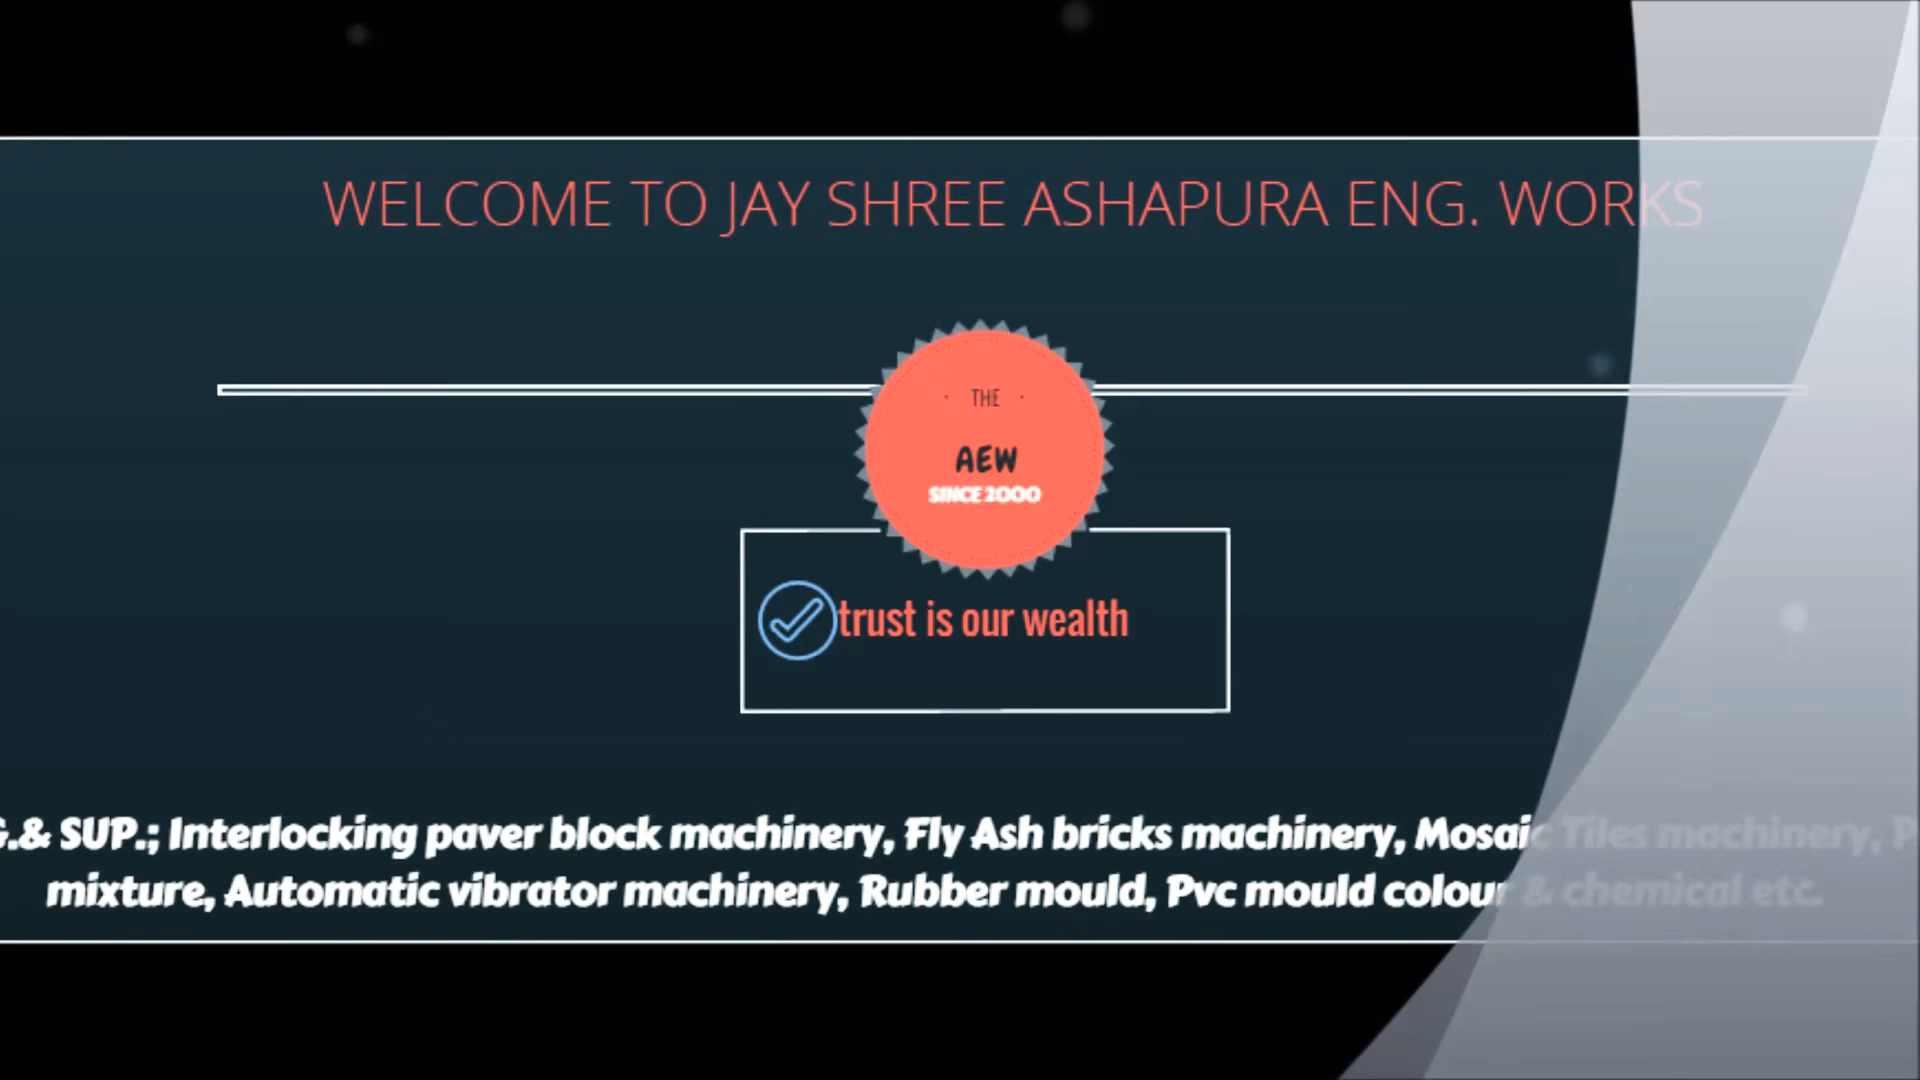 WELCOME TO JAY SHREE ASHAPURA ENG. WORKS
THE
AEW
SINCE 2000
trust is our wealth
& SUP.; Interlocking paver block machinery, Fly Ash bricks machinery, Mosaic Tiles machinery,
mixture, Automatic vibrator machinery, Rubber mould, Pvc mould colour & chemical etc.